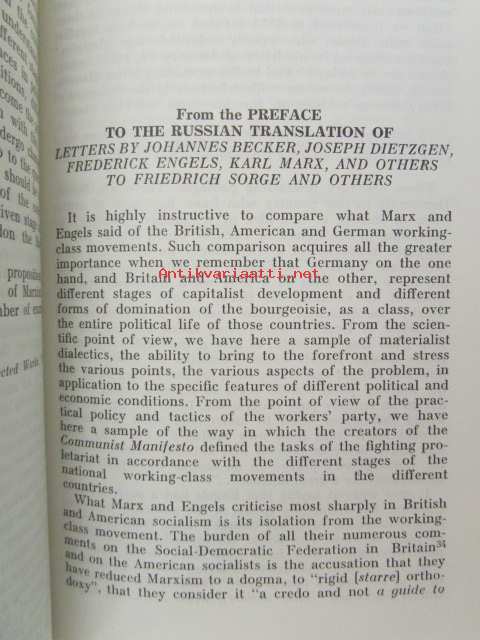 From the PREFACE
TO THE RUSSIAN TRANSLATION OF
LETTERS BY JOHANNES BECKER, JOSEPH DIETZGEN,
FREDERICK ENGELS, KARL MARX, AND OTHERS
TO FRIEDRICH SORGE AND OTHERS
It is highly instructive to compare what Marx and
Engels said of the British, American and German working-
class movements. Such comparison acquires all the greater
importance when we remember that Germany on the one
hand, and Britain and America on the other, represent
different stages of capitalist development and different
forms of domination of the bourgeoisie, as a class, over
the entire political life of those countries. From the scien-
tific point of view, we have here a sample of materialist
dialectics, the ability to bring to the forefront and stress
the various points, the various aspects of the problem, in
application to the specific features of different political and
economic conditions. From the point of view of the prac-
tical policy and tactics of the workers' party, we have
here a sample of the way in which the creators of the
Communist Manifesto defined the tasks of the fighting pro-
letariat in accordance with the different stages of the
national working-class movements in the different
countries.
What Marx and Engels criticise most sharply in British
and American socialism is its isolation from the working-
class movement. The burden of all their numerous com-
ments on the Social-Democratic Federation in Britain34
and on the American socialists is the accusation that they
have reduced Marxism to a dogma, to "rigid [starre] ortho-
doxy", that they consider it "a credo and not a guide to
Antikvariaatti.net